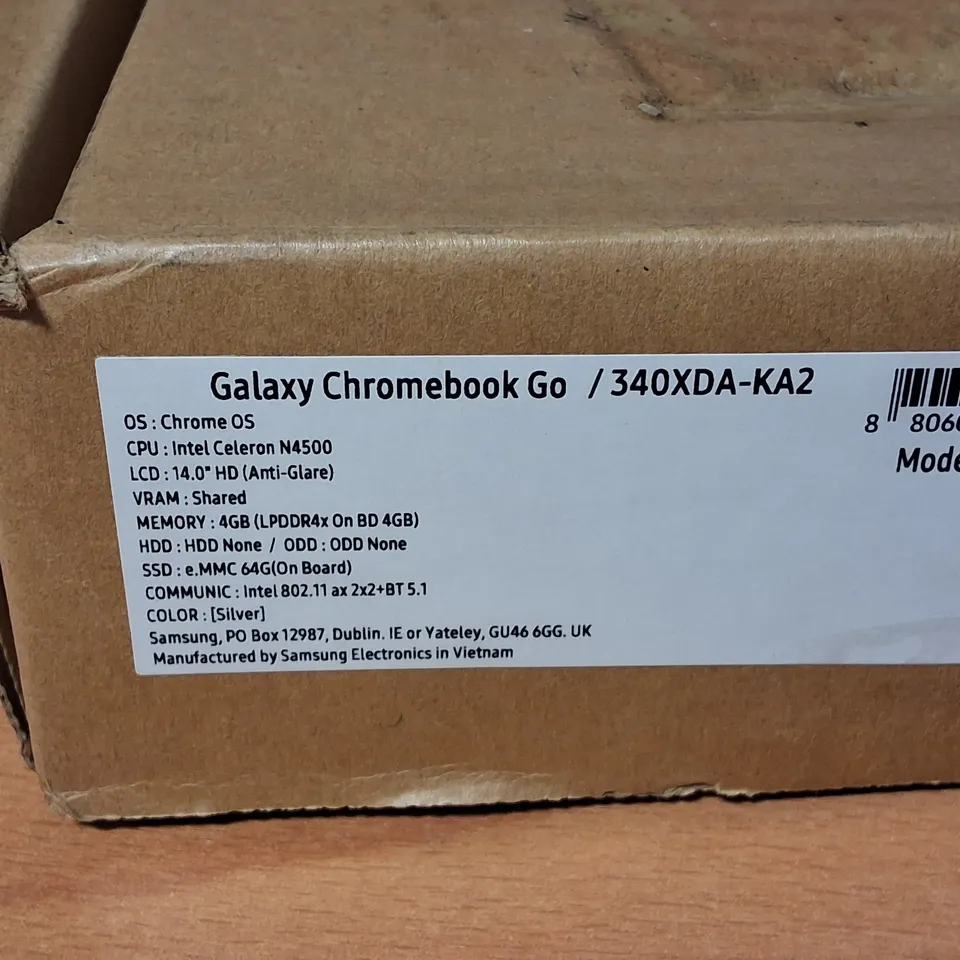 Galaxy Chromebook Go / 340XDA-KA2
OS : Chrome OS
CPU : Intel Celeron N4500
LCD : 14.0" HD (Anti-Glare)
VRAM : Shared
MEMORY : 4GB (LPDDR4x On BD 4GB)
HDD : HDD None / ODD : ODD None
SSD : e.MMC 64G(On Board)
COMMUNIC : Intel 802.11 ax 2x2+BT 5.1
COLOR : [Silver]
Samsung, PO Box 12987, Dublin. IE or Yateley, GU46 6GG. UK
Manufactured by Samsung Electronics in Vietnam
8 806
Mode